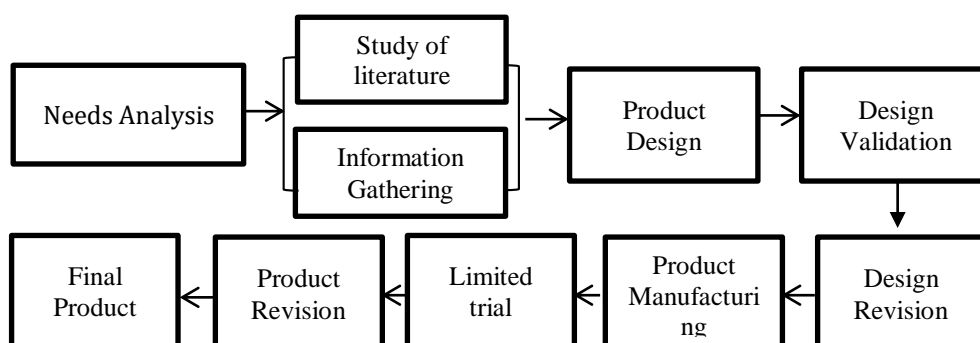 Needs Analysis
Study of
literature
Information
Gathering
Product
Design
Design
Validation
Design
Revision
Product
Manufacturi
ng
Limited
trial
Product
Revision
Final
Product